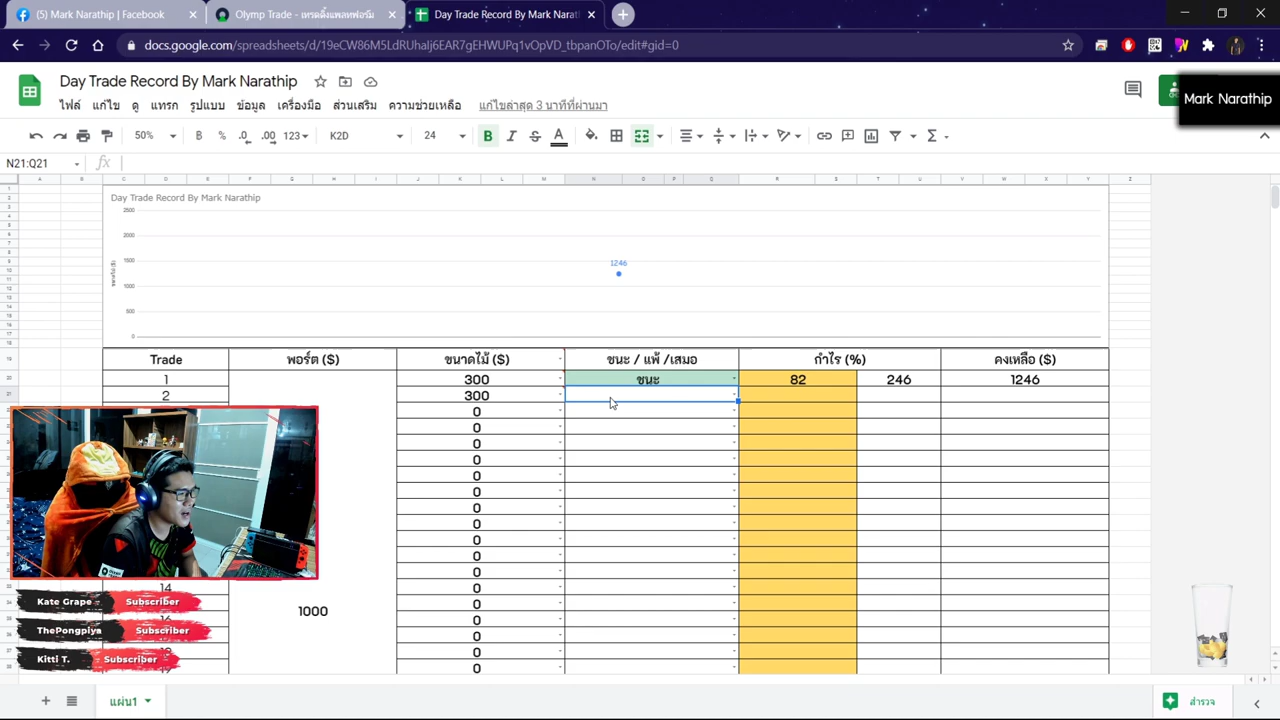 (5) Mark Narathip | Facebook
Olymp Trade - เทรดดิ้งแพลทฟอร์ม
Day Trade Record By Mark Narat
docs.google.com/spreadsheets/d/19eCW86M5LdRUhalj6EAR7gEHWUPq1vOpVD_tbpanOTo/edit#gid=0
Day Trade Record By Mark Narathip
Mark Narathip
ไฟล์ แก้ไข ดู แทรก รูปแบบ ข้อมูล เครื่องมือ ส่วนเสริม ความช่วยเหลือ แก้ไขล่าสุด 3 นาทีที่ผ่านมา
50% ฿ % .0 .00 123 K2D 24 B I S A Σ
N21:Q21 fx
Day Trade Record By Mark Narathip
2500
2000
1500
1000
500
0
1246
Trade พอร์ต ($) ขนาดไม้ ($) ชนะ / แพ้ /เสมอ กำไร (%) คงเหลือ ($)
1 300 ชนะ 82 246 1246
2 300
0
0
0
0
0
0
0
0
0
0
0
14 0
0
1000
0
0
0
0
Kate Grape Subscriber
ThePongpiya Subscriber
Kitti T. Subscriber
แผ่น1
สำรวจ